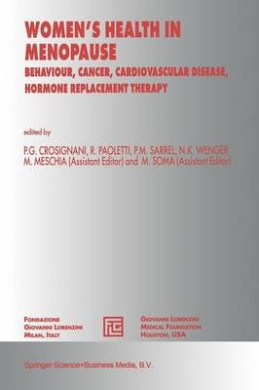 WOMEN'S HEALTH IN
MENOPAUSE
BEHAVIOUR, CANCER, CARDIOVASCULAR DISEASE,
HORMONE REPLACEMENT THERAPY
edited by
P.G. CROSIGNANI, R. PAOLETTI, P.M. SARREL, N.K. WENGER,
M. MESCHIA (Assistant Editor) and M. SOMA (Assistant Editor)
FONDAZIONE
GIOVANNI LORENZINI
MILAN, ITALY
GIOVANNI LORENZINI
MEDICAL FOUNDATION
HOUSTON, USA
Springer-Science+Business Media, B.V.